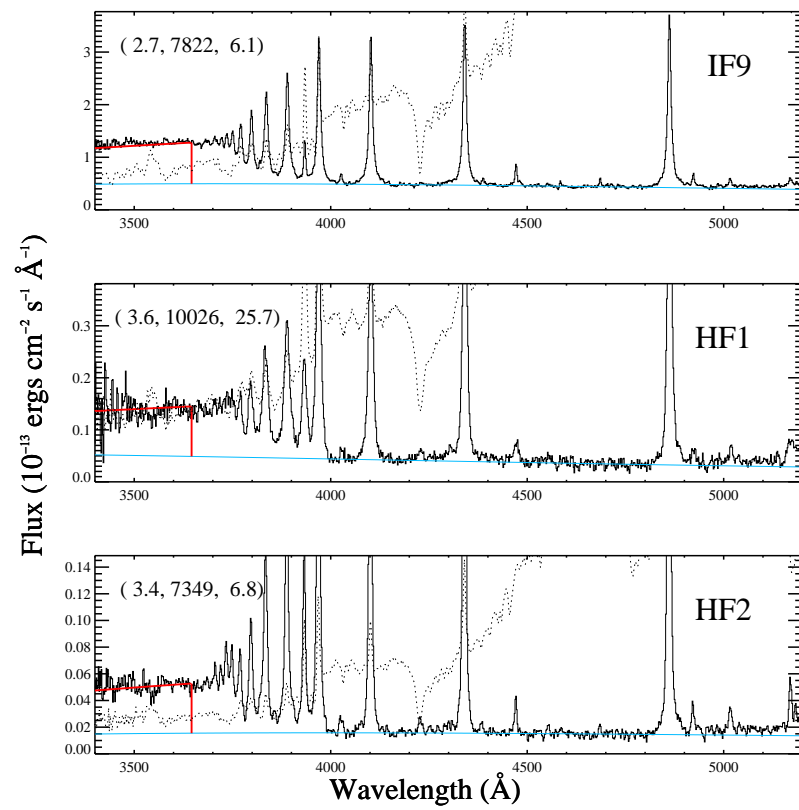 ( 2.7, 7822,  6.1)
IF9
3
2
1
0
3500 4000 4500 5000
( 3.6, 10026,  25.7)
HF1
0.3
0.2
0.1
0.0
3500 4000 4500 5000
( 3.4, 7349,  6.8)
HF2
0.14
0.12
0.10
0.08
0.06
0.04
0.02
0.00
3500 4000 4500 5000
Wavelength (Å)
Flux (10⁻¹³ ergs cm⁻² s⁻¹ Å⁻¹)